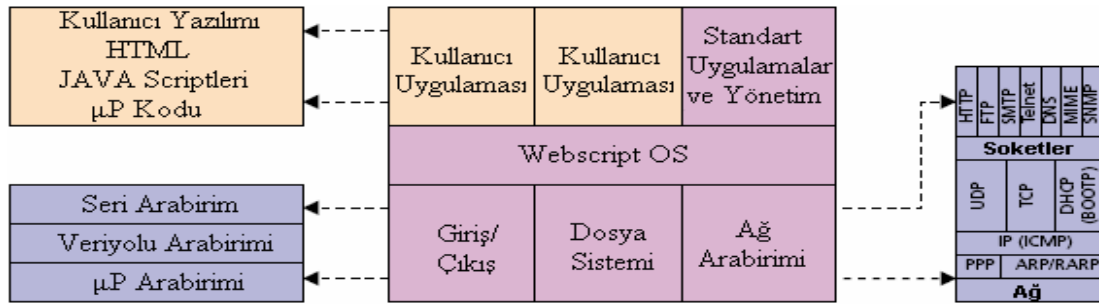 Kullanıcı Yazılımı
HTML
JAVA Scriptleri
µP Kodu
Seri Arabirim
Veriyolu Arabirimi
µP Arabirimi
Kullanıcı
Uygulaması
Kullanıcı
Uygulaması
Standart
Uygulamalar
ve Yönetim
Webscript OS
Giriş/
Çıkış
Dosya
Sistemi
Ağ
Arabirimi
HTTP
FTP
SMTP
Telnet
DNS
MIME
SNMP
Soketler
UDP
TCP
DHCP
(BOOTP)
IP (ICMP)
PPP
ARP/RARP
Ağ